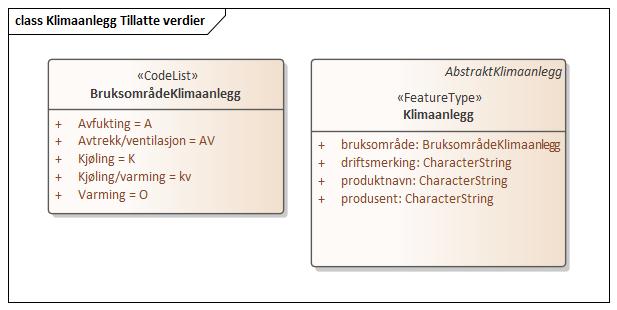 class Klimaanlegg Tillatte verdier
«CodeList»
BruksområdeKlimaanlegg
+ Avfukting = A
+ Avtrekk/ventilasjon = AV
+ Kjøling = K
+ Kjøling/varming = kv
+ Varming = O
AbstraktKlimaanlegg
«FeatureType»
Klimaanlegg
+ bruksområde: BruksområdeKlimaanlegg
+ driftsmerking: CharacterString
+ produktnavn: CharacterString
+ produsent: CharacterString